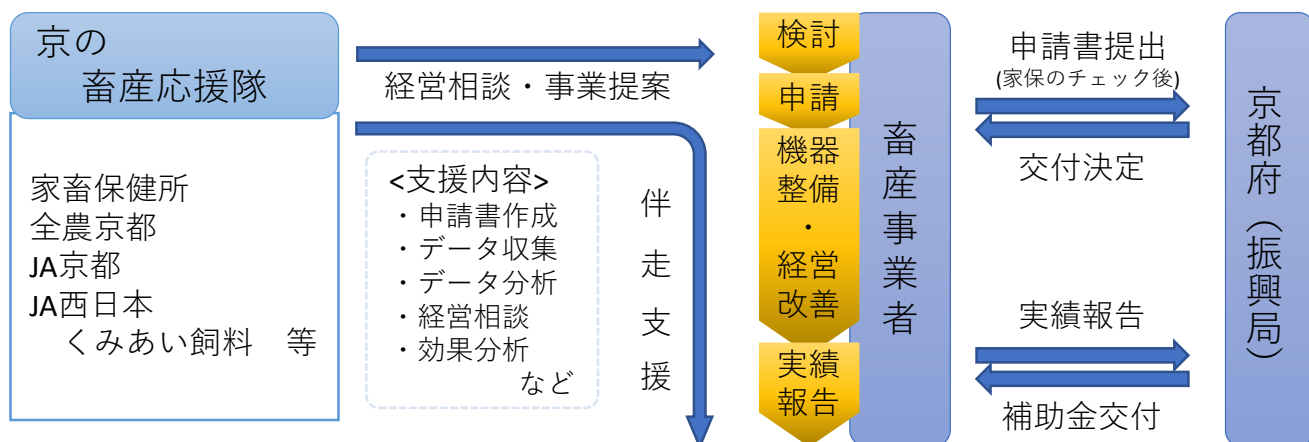 京の
畜産応援隊
家畜保健所
全農京都
JA京都
JA西日本
くみあい飼料　等
経営相談・事業提案
<支援内容>
・申請書作成
・データ収集
・データ分析
・経営相談
・効果分析
など
伴走支援
検討
申請
機器
整備
・
経営
改善
実績
報告
畜産事業者
申請書提出
(家保のチェック後)
交付決定
実績報告
補助金交付
京都府（振興局）